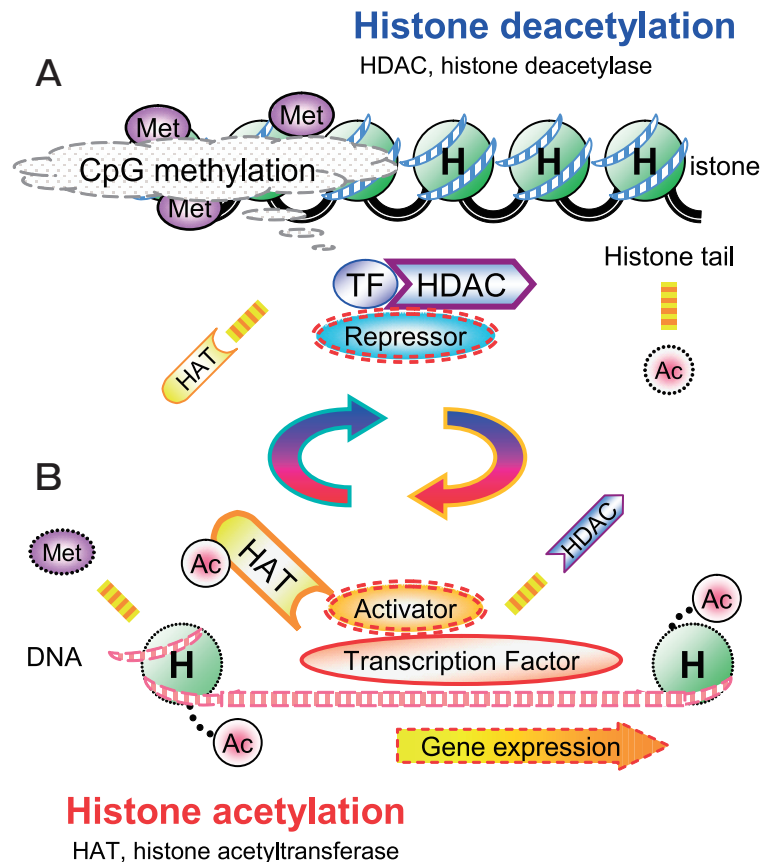 Histone deacetylation
A
HDAC, histone deacetylase
Met
Met
CpG methylation
H
H
H
istone
Met
Histone tail
TF
HDAC
Repressor
HAT
Ac
B
HDAC
Met
Ac
HAT
Ac
Activator
DNA
H
Transcription Factor
H
Ac
Gene expression
Histone acetylation
HAT, histone acetyltransferase